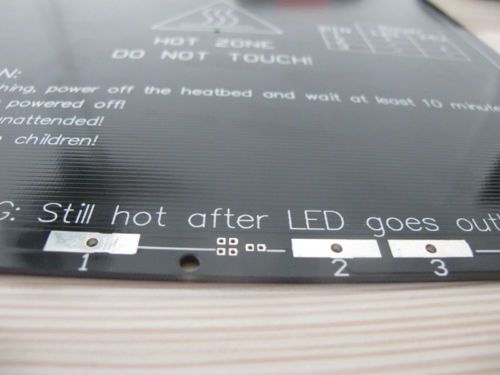 HOT ZONE
DO NOT TOUCH!
N:
hing, power off the heatbed and wait at least 10 minute
powered off!
unattended!
children!
G: Still hot after LED goes out
1
2
3